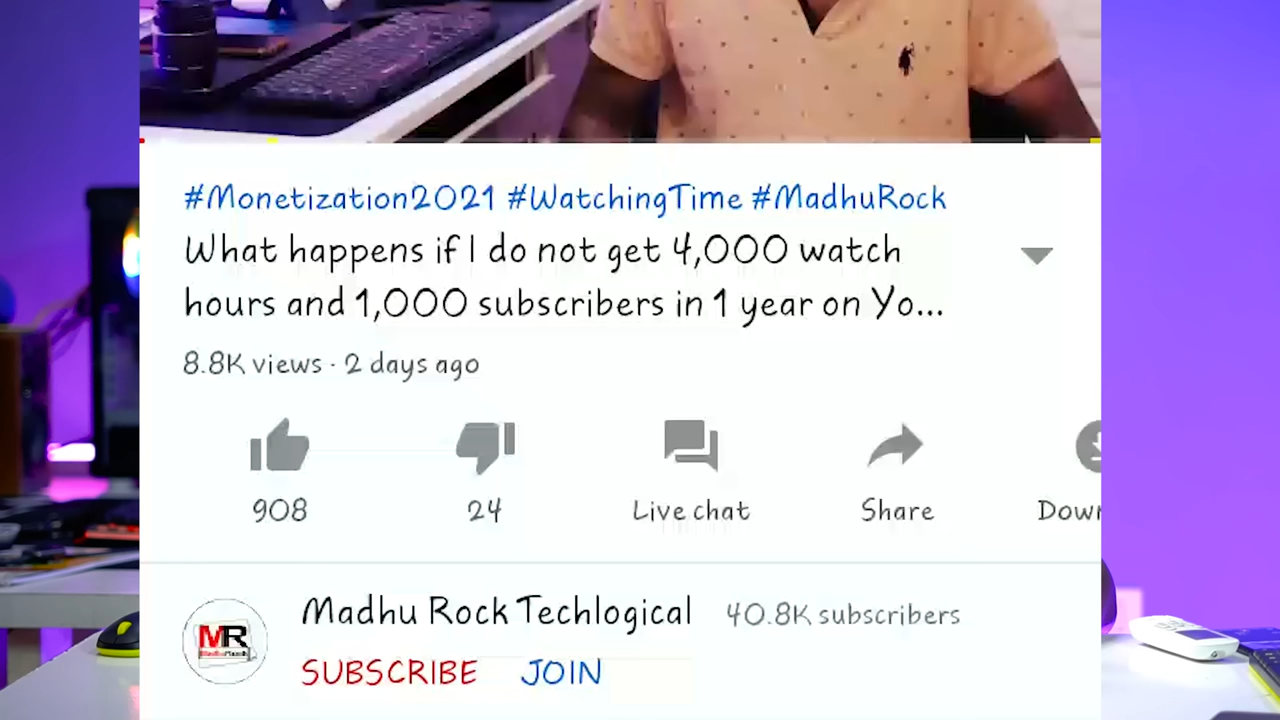 #Monetization2021 #WatchingTime #MadhuRock
What happens if I do not get 4,000 watch
hours and 1,000 subscribers in 1 year on Yo...
8.8K views · 2 days ago
908
24
Live chat
Share
Down
Madhu Rock Techlogical 40.8K subscribers
MR
SUBSCRIBE JOIN